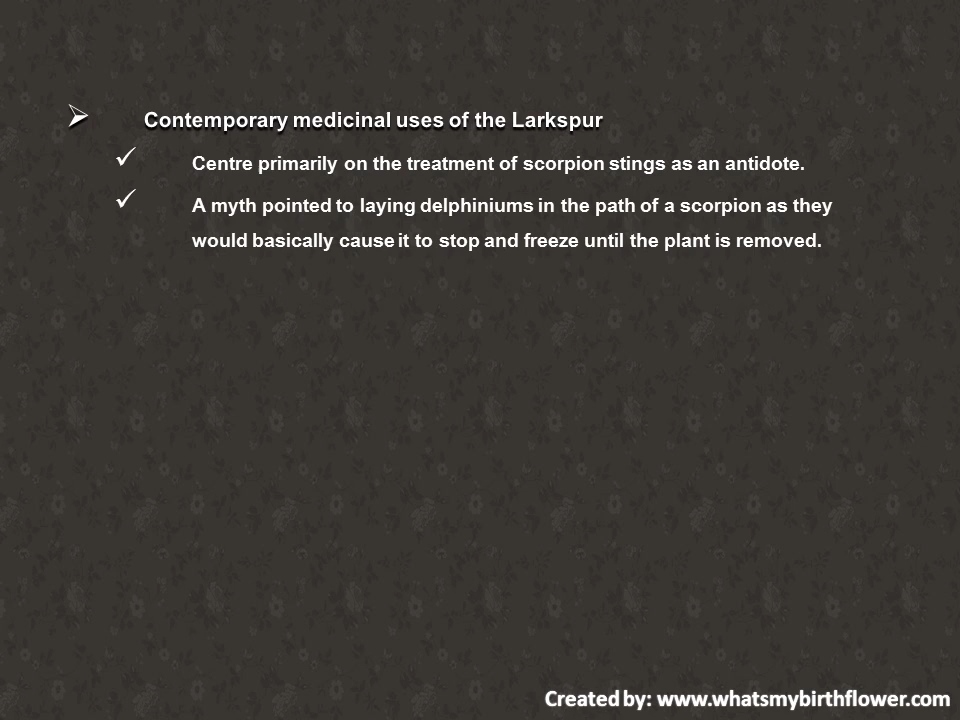 Contemporary medicinal uses of the Larkspur
Centre primarily on the treatment of scorpion stings as an antidote.
A myth pointed to laying delphiniums in the path of a scorpion as they
would basically cause it to stop and freeze until the plant is removed.
Created by: www.whatsmybirthflower.com